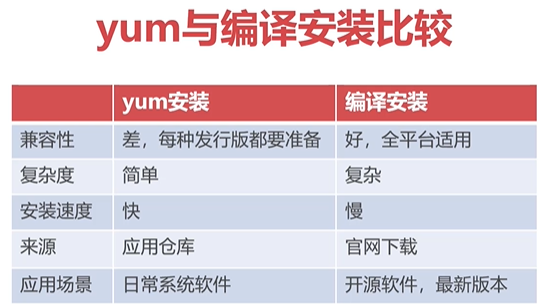 yum与编译安装比较
yum安装 编译安装
兼容性 差，每种发行版都要准备 好，全平台适用
复杂度 简单 复杂
安装速度 快 慢
来源 应用仓库 官网下载
应用场景 日常系统软件 开源软件，最新版本